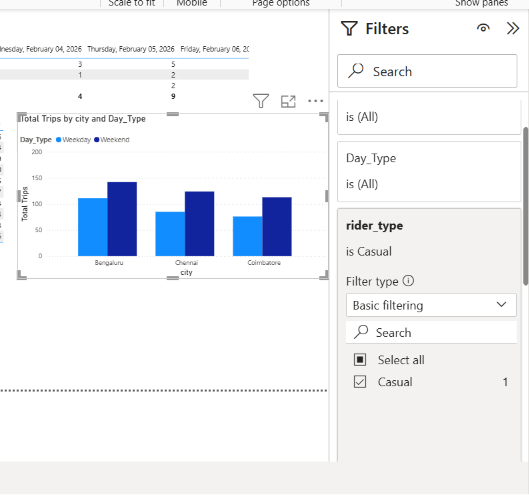 Scale to fit Mobile Page options Show panes
Filters
Search
is (All)
Day_Type
is (All)
rider_type
is Casual
Filter type
Basic filtering
Search
Select all
Casual 1
Wednesday, February 04, 2026 Thursday, February 05, 2026 Friday, February 06, 20
3 5
1 2
2
4 9
Total Trips by city and Day_Type
Day_Type Weekday Weekend
200
150
100
50
0
Total Trips
Bengaluru Chennai Coimbatore
city